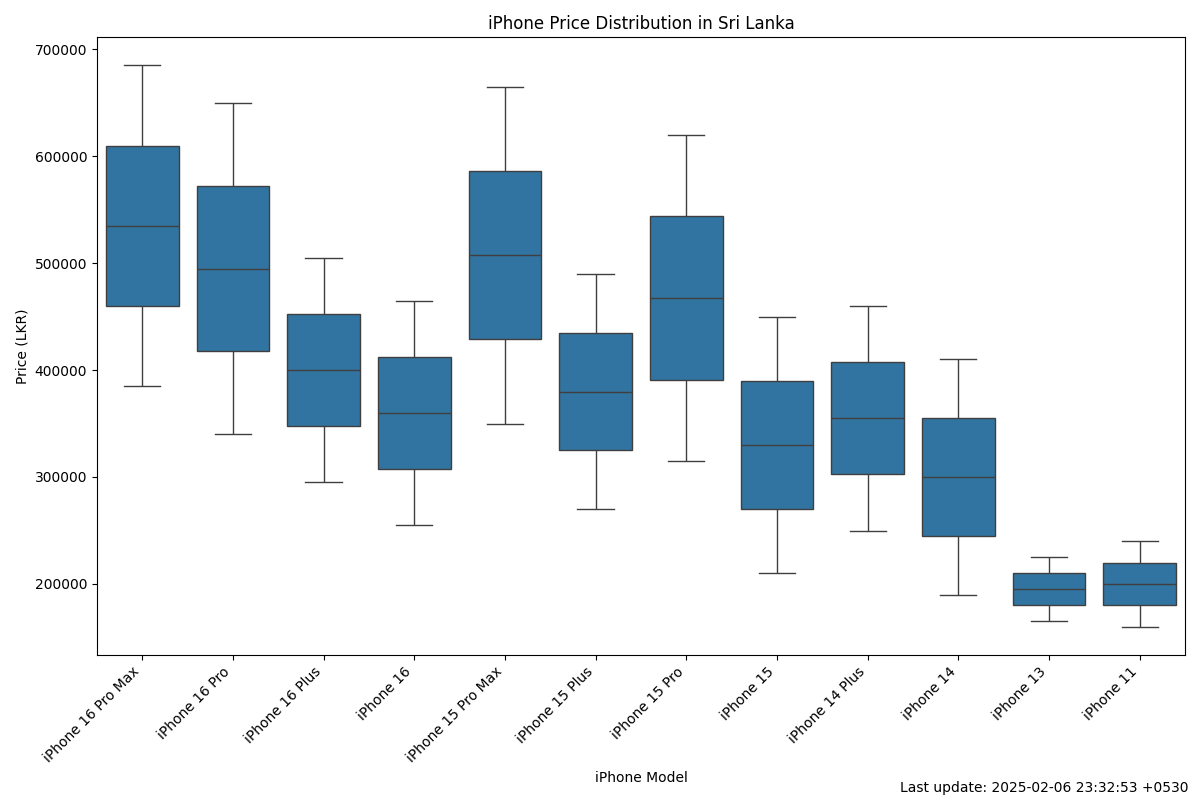 iPhone Price Distribution in Sri Lanka
Price (LKR)
700000
600000
500000
400000
300000
200000
iPhone 16 Pro Max
iPhone 16 Pro
iPhone 16 Plus
iPhone 16
iPhone 15 Pro Max
iPhone 15 Plus
iPhone 15 Pro
iPhone 15
iPhone 14 Plus
iPhone 14
iPhone 13
iPhone 11
iPhone Model
Last update: 2025-02-06 23:32:53 +0530